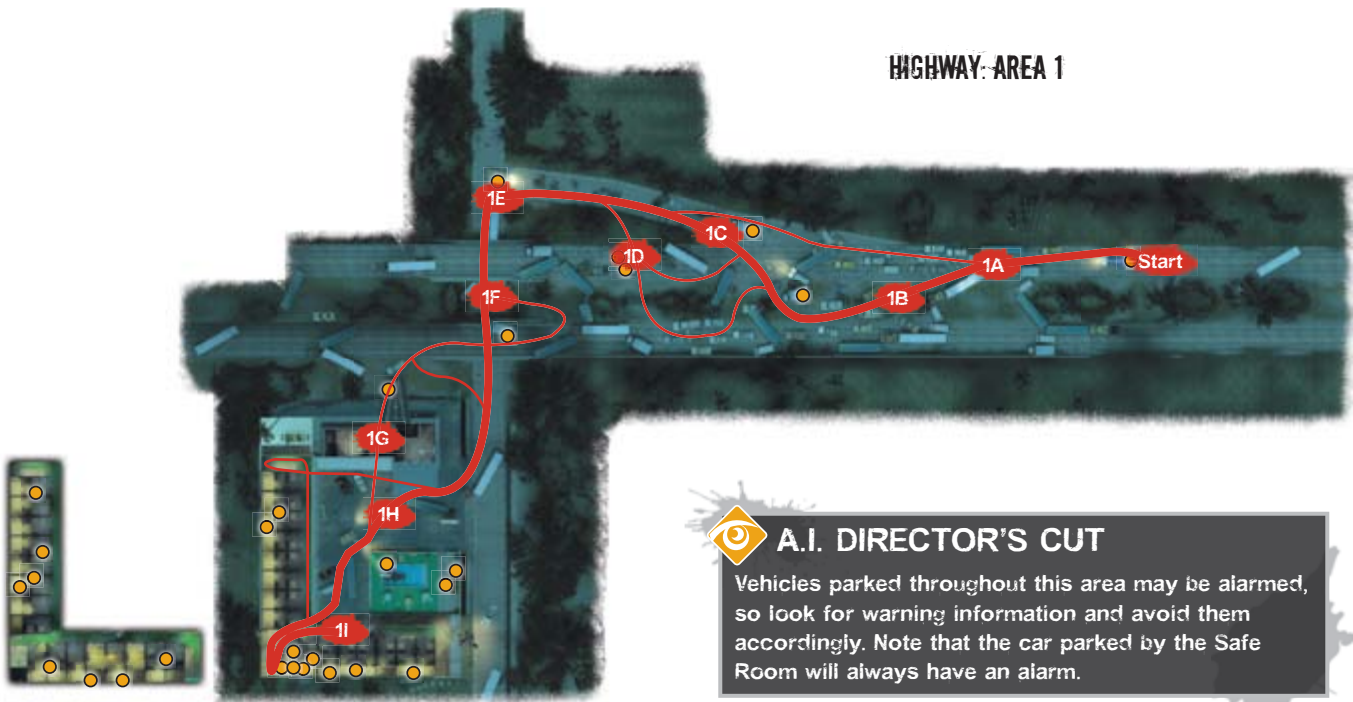 HIGHWAY: AREA 1
1E
1C
1D
1A
Start
1F
1B
1G
1H
1I
A.I. DIRECTOR'S CUT
Vehicles parked throughout this area may be alarmed,
so look for warning information and avoid them
accordingly. Note that the car parked by the Safe
Room will always have an alarm.